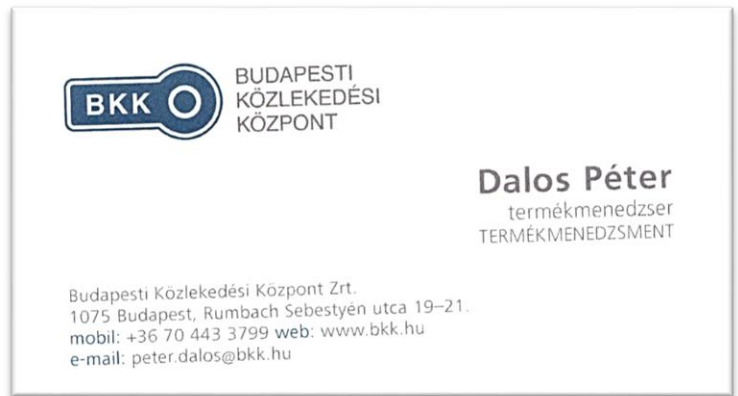 BKK
BUDAPESTI
KÖZLEKEDÉSI
KÖZPONT
Dalos Péter
termékmenedzser
TERMÉKMENEDZSMENT
Budapesti Közlekedési Központ Zrt.
1075 Budapest, Rumbach Sebestyén utca 19–21.
mobil: +36 70 443 3799 web: www.bkk.hu
e-mail: peter.dalos@bkk.hu